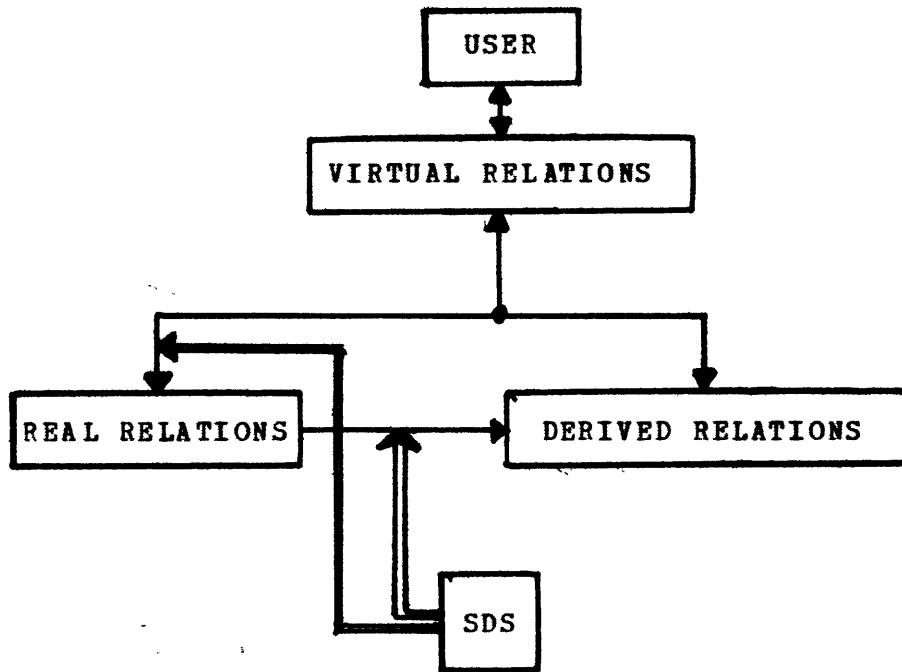 USER
VIRTUAL RELATIONS
REAL RELATIONS
DERIVED RELATIONS
SDS